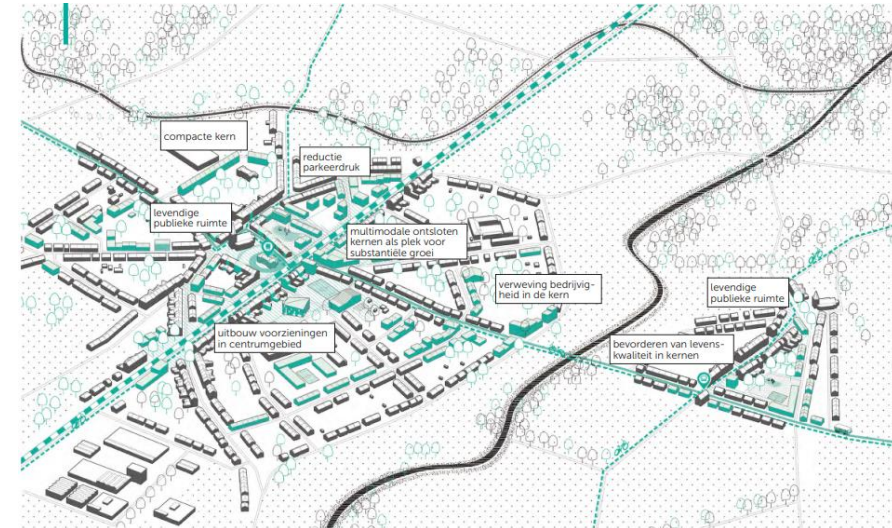 compacte kern
reductie
parkeerdruk
levendige
publieke ruimte
multimodale ontsloten
kernen als plek voor
substantiële groei
verweving bedrijvig-
heid in de kern
levendige
publieke ruimte
uitbouw voorzieningen
in centrumgebied
bevorderen van levens-
kwaliteit in kernen